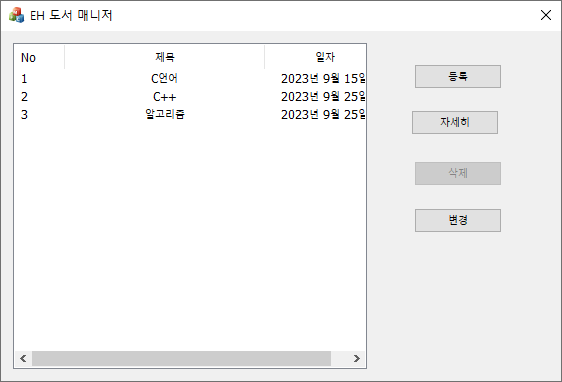 EH 도서 매니저
No 제목 일자
1 C언어 2023년 9월 15일
2 C++ 2023년 9월 25일
3 알고리즘 2023년 9월 25일
등록
자세히
삭제
변경